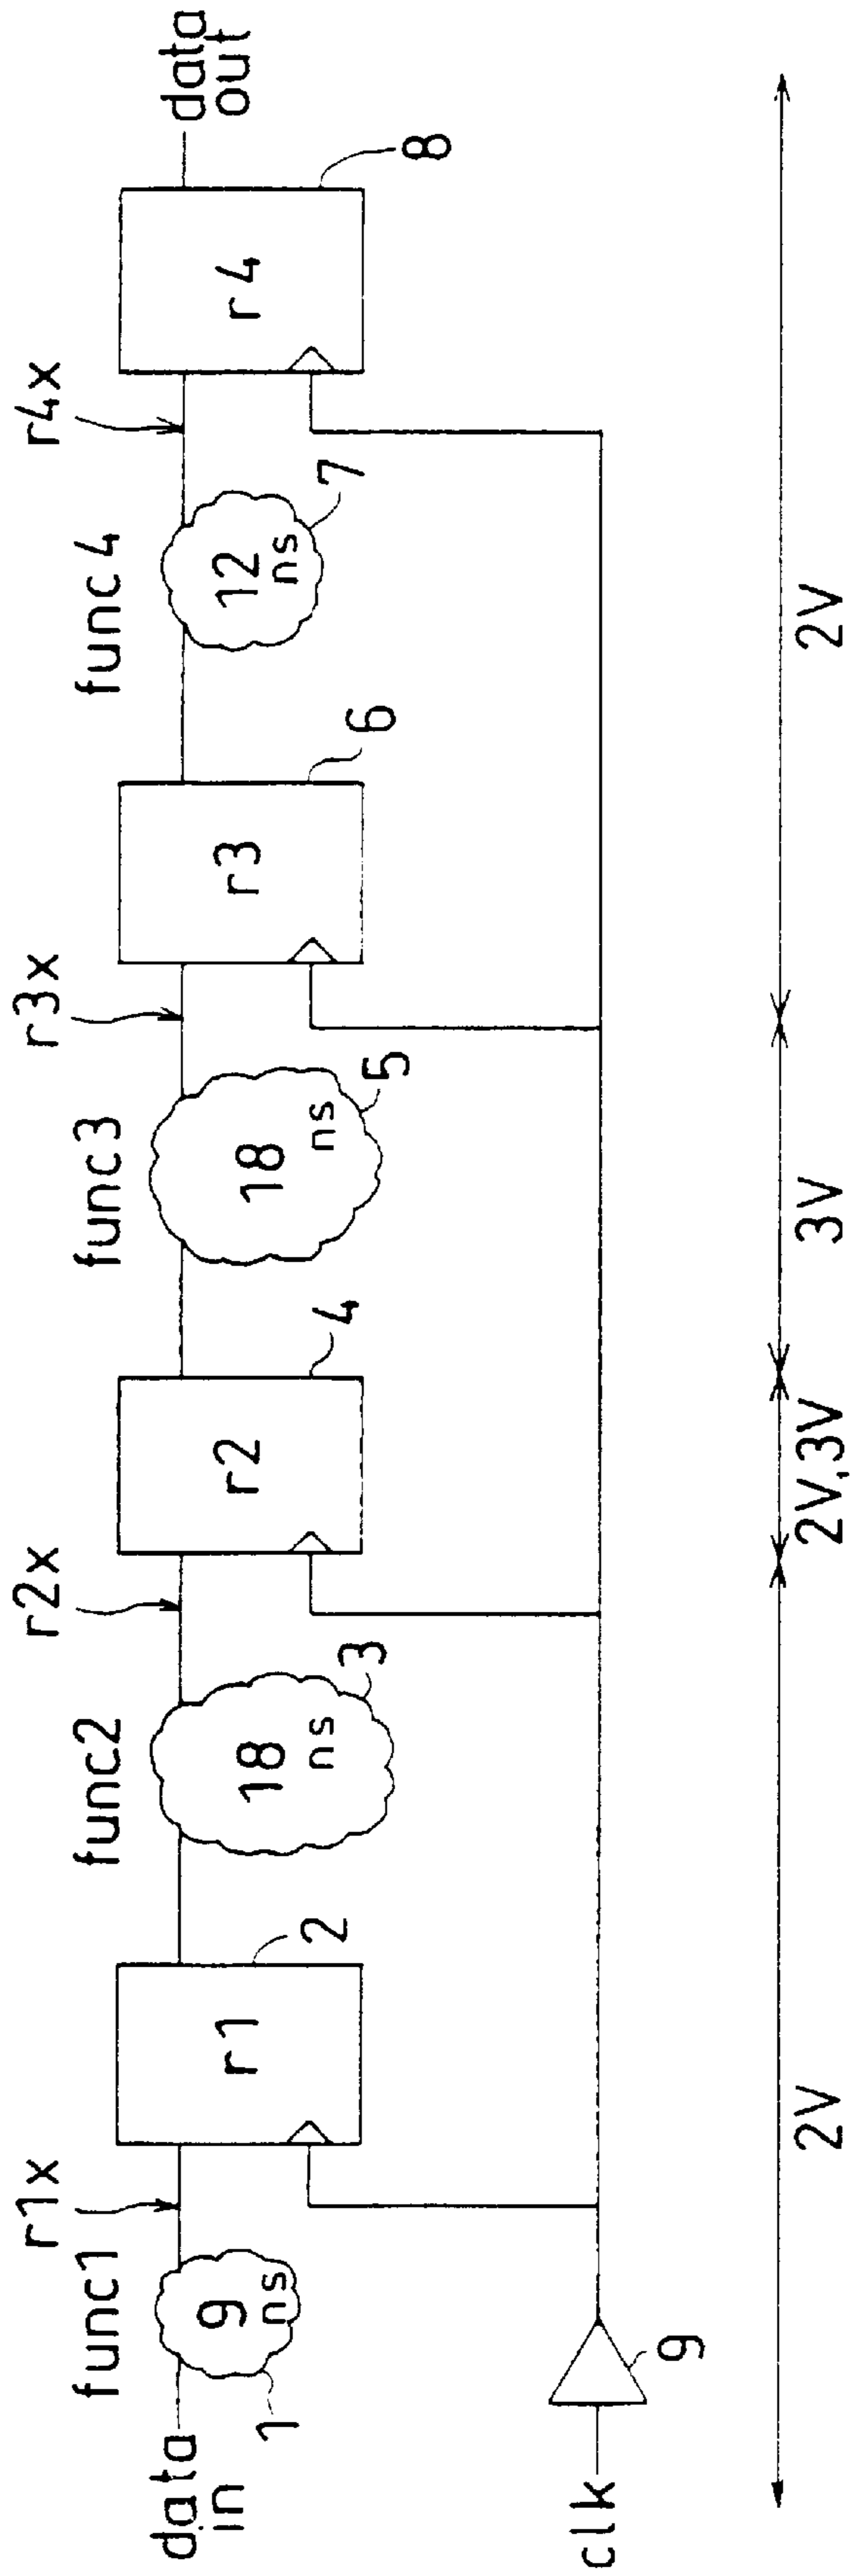 func1
r1x
func2
r2x
func3
r3x
func4
r4x
data
in
9
ns
1
r1
2
18
ns
3
r2
4
18
ns
5
r3
6
12
ns
7
r4
8
data
out
clk
9
2V
2V,3V
3V
2V